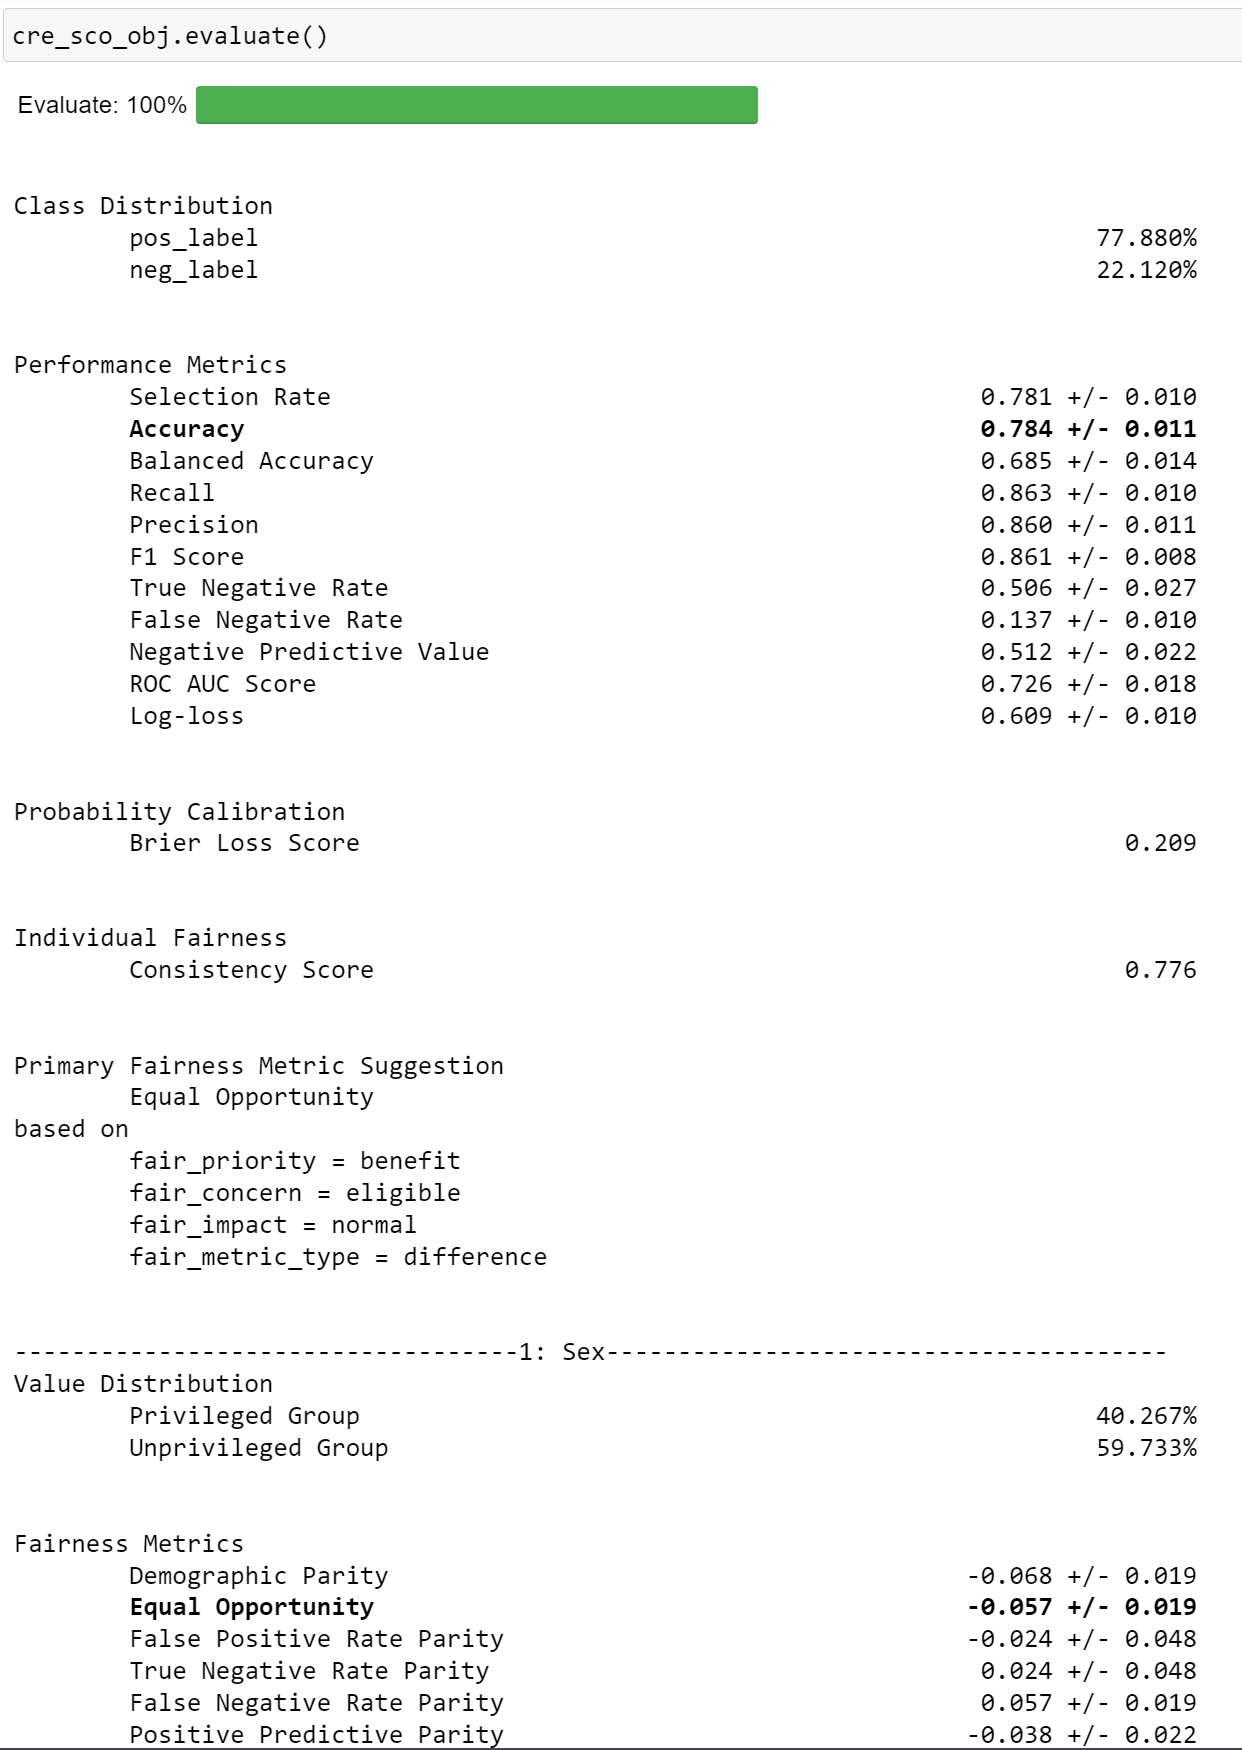 cre_sco_obj.evaluate()
Evaluate: 100%
Class Distribution
pos_label 77.880%
neg_label 22.120%
Performance Metrics
Selection Rate 0.781 +/- 0.010
Accuracy 0.784 +/- 0.011
Balanced Accuracy 0.685 +/- 0.014
Recall 0.863 +/- 0.010
Precision 0.860 +/- 0.011
F1 Score 0.861 +/- 0.008
True Negative Rate 0.506 +/- 0.027
False Negative Rate 0.137 +/- 0.010
Negative Predictive Value 0.512 +/- 0.022
ROC AUC Score 0.726 +/- 0.018
Log-loss 0.609 +/- 0.010
Probability Calibration
Brier Loss Score 0.209
Individual Fairness
Consistency Score 0.776
Primary Fairness Metric Suggestion
Equal Opportunity
based on
fair_priority = benefit
fair_concern = eligible
fair_impact = normal
fair_metric_type = difference
-----------------------------------1: Sex---------------------------------------
Value Distribution
Privileged Group 40.267%
Unprivileged Group 59.733%
Fairness Metrics
Demographic Parity -0.068 +/- 0.019
Equal Opportunity -0.057 +/- 0.019
False Positive Rate Parity -0.024 +/- 0.048
True Negative Rate Parity 0.024 +/- 0.048
False Negative Rate Parity 0.057 +/- 0.019
Positive Predictive Parity -0.038 +/- 0.022